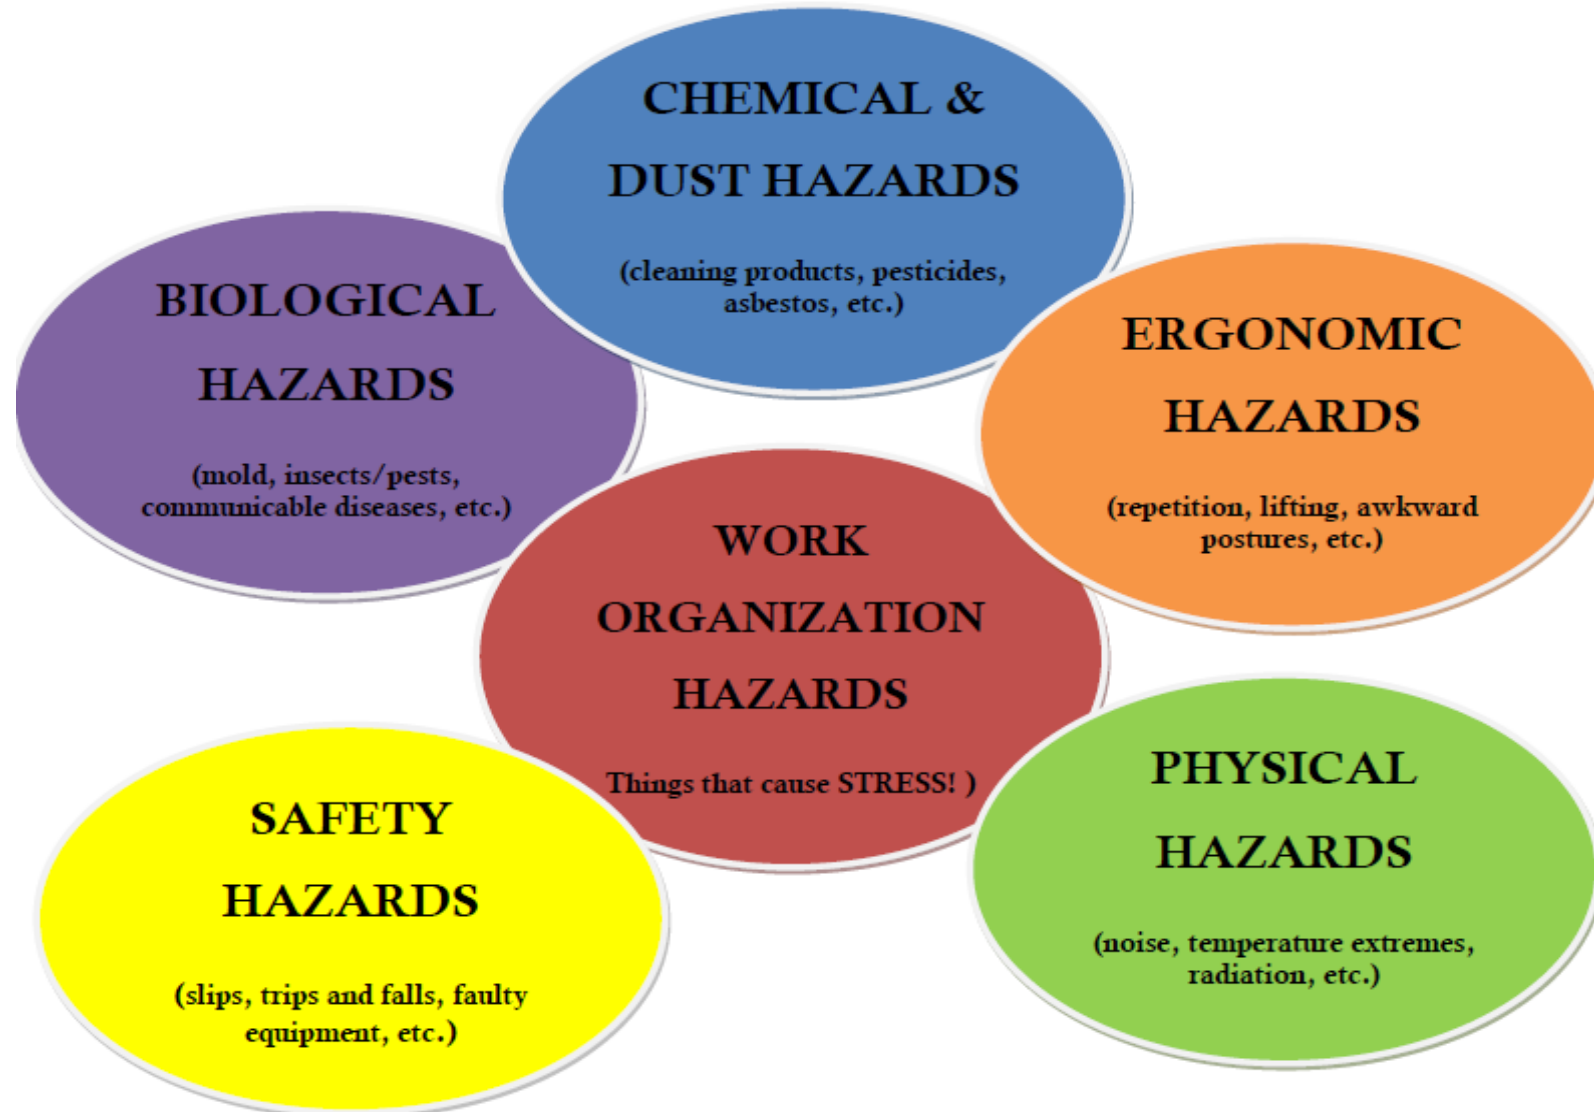 CHEMICAL &
DUST HAZARDS
(cleaning products, pesticides,
asbestos, etc.)
BIOLOGICAL
HAZARDS
(mold, insects/pests,
communicable diseases, etc.)
ERGONOMIC
HAZARDS
(repetition, lifting, awkward
postures, etc.)
WORK
ORGANIZATION
HAZARDS
Things that cause STRESS! )
SAFETY
HAZARDS
(slips, trips and falls, faulty
equipment, etc.)
PHYSICAL
HAZARDS
(noise, temperature extremes,
radiation, etc.)